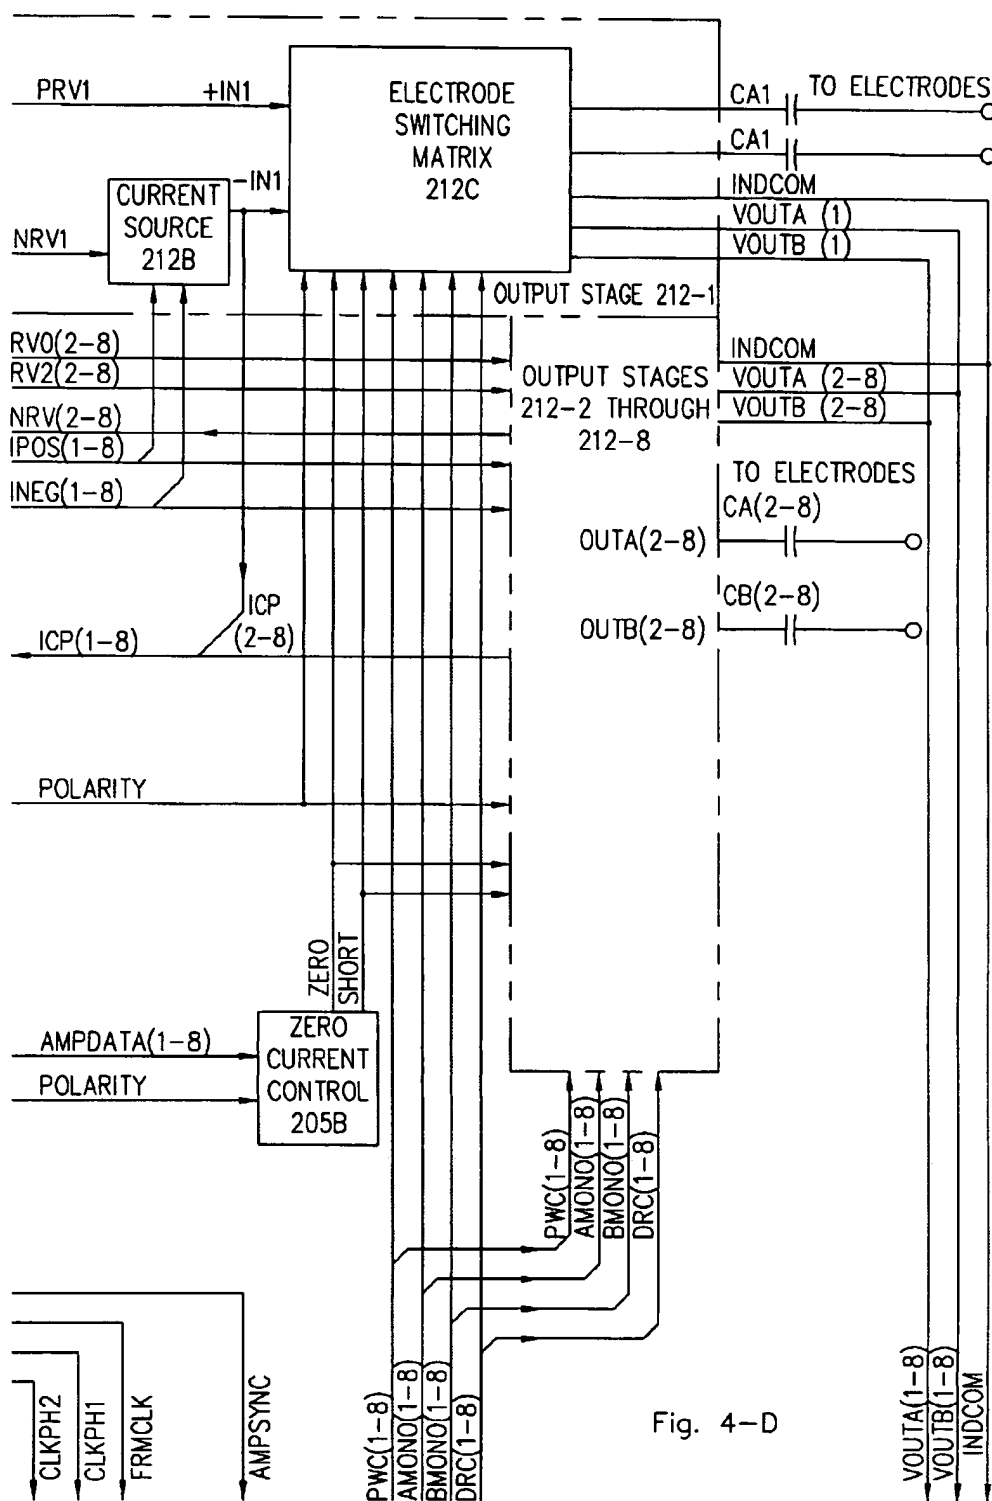 PRV1
+IN1
ELECTRODE
SWITCHING
MATRIX
212C
CA1
TO ELECTRODES
CA1
CURRENT
SOURCE
212B
-IN1
NRV1
INDCOM
VOUTA (1)
VOUTB (1)
OUTPUT STAGE 212-1
RV0(2-8)
RV2(2-8)
NRV(2-8)
IPOS(1-8)
INEG(1-8)
OUTPUT STAGES
212-2 THROUGH
212-8
INDCOM
VOUTA (2-8)
VOUTB (2-8)
TO ELECTRODES
CA(2-8)
OUTA(2-8)
CB(2-8)
OUTB(2-8)
ICP(1-8)
ICP
(2-8)
POLARITY
ZERO
SHORT
AMPDATA(1-8)
POLARITY
ZERO
CURRENT
CONTROL
205B
PWC(1-8)
AMONO(1-8)
BMONO(1-8)
DRC(1-8)
CLKPH2
CLKPH1
FRMCLK
AMPSYNC
PWC(1-8)
AMONO(1-8)
BMONO(1-8)
DRC(1-8)
Fig. 4-D
VOUTA(1-8)
VOUTB(1-8)
INDCOM